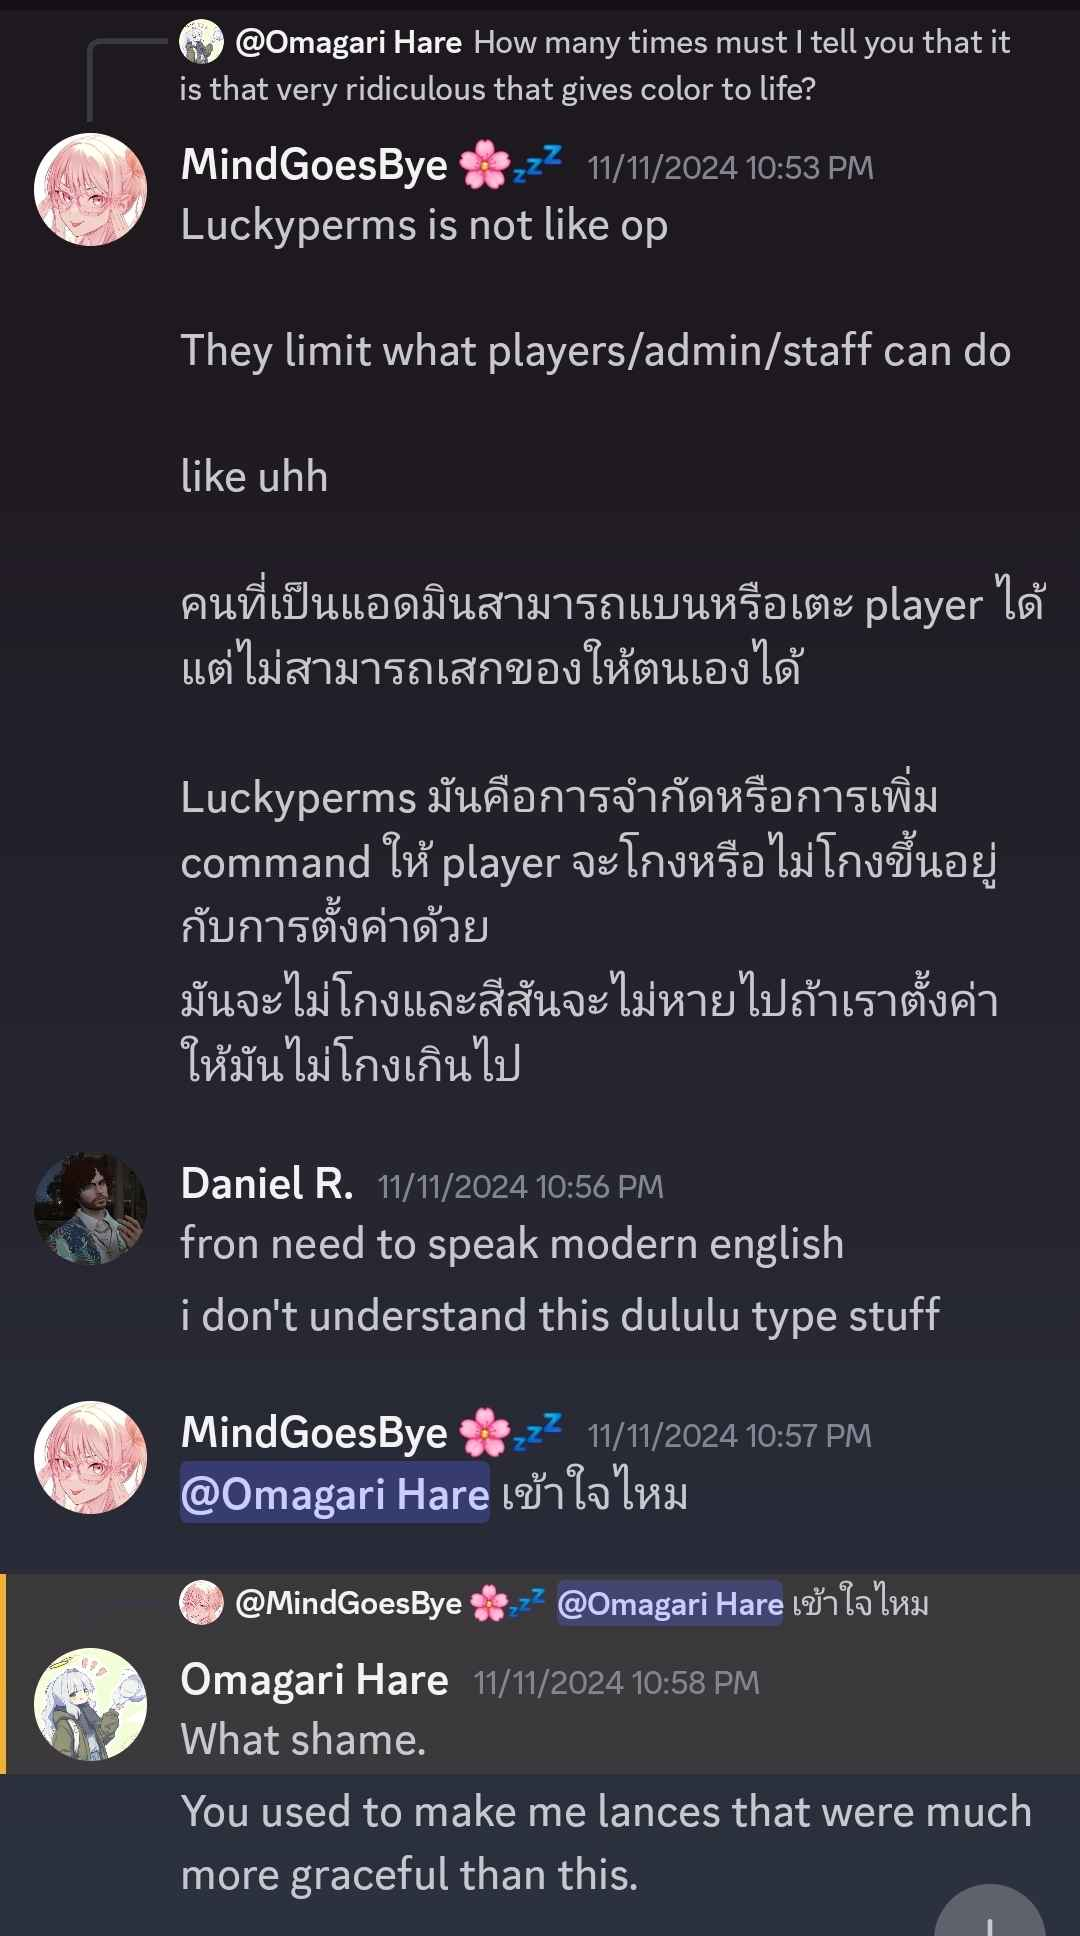 @Omagari Hare How many times must I tell you that it
is that very ridiculous that gives color to life?
MindGoesBye 🌸💤 11/11/2024 10:53 PM
Luckyperms is not like op
They limit what players/admin/staff can do
like uhh
คนที่เป็นแอดมินสามารถแบนหรือเตะ player ได้
แต่ไม่สามารถเสกของให้ตนเองได้
Luckyperms มันคือการจำกัดหรือการเพิ่ม
command ให้ player จะโกงหรือไม่โกงขึ้นอยู่
กับการตั้งค่าด้วย
มันจะไม่โกงและสีสันจะไม่หายไปถ้าเราตั้งค่า
ให้มันไม่โกงเกินไป
Daniel R. 11/11/2024 10:56 PM
fron need to speak modern english
i don't understand this dululu type stuff
MindGoesBye 🌸💤 11/11/2024 10:57 PM
@Omagari Hare เข้าใจไหม
@MindGoesBye 🌸💤 @Omagari Hare เข้าใจไหม
Omagari Hare 11/11/2024 10:58 PM
What shame.
You used to make me lances that were much
more graceful than this.